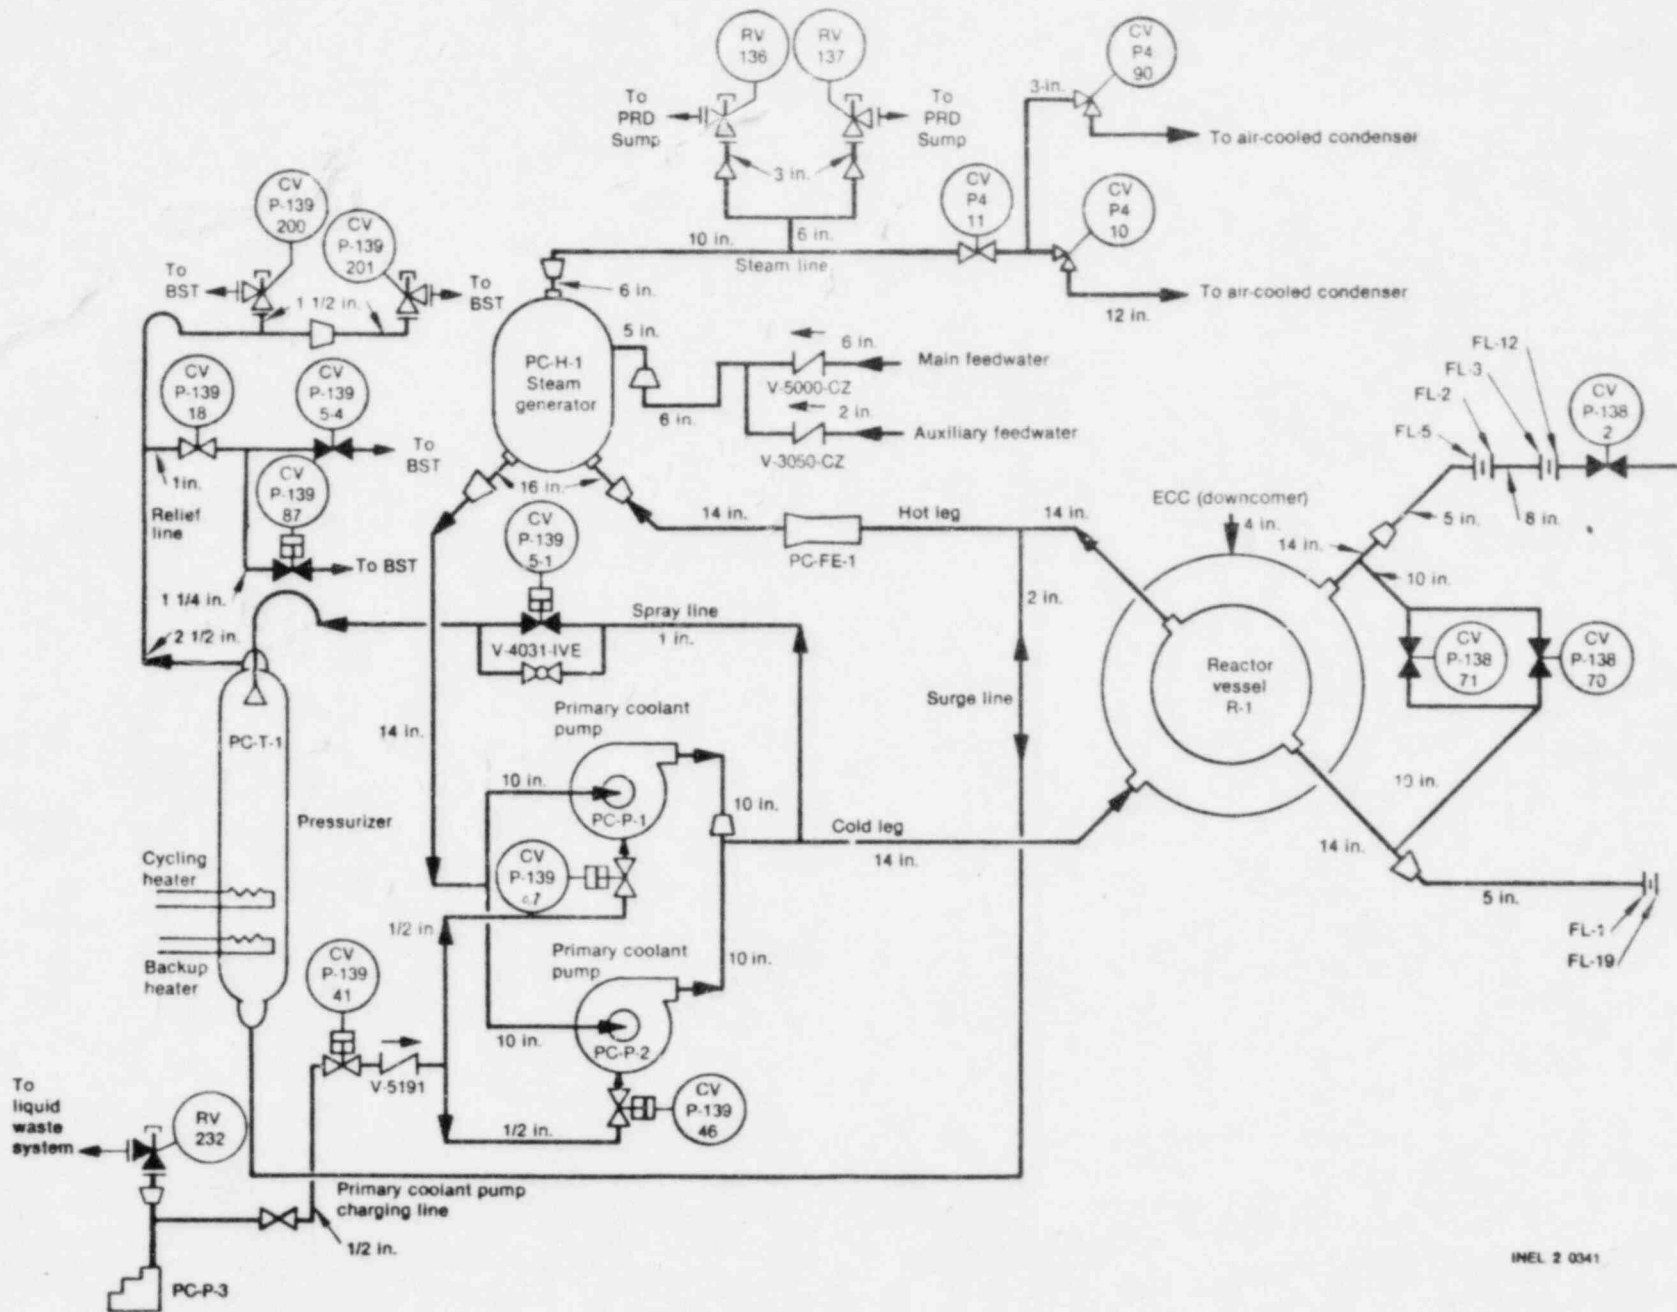 RV
136
RV
137
CV
P4
90
To
PRD
Sump
To
PRD
Sump
3-in.
To air-cooled condenser
3 in.
CV
P-139
200
CV
P-139
201
CV
P4
11
CV
P4
10
10 in.
6 in.
Steam line
To
BST
To
BST
1 1/2 in.
6 in.
To air-cooled condenser
12 in.
5 in.
6 in.
Main feedwater
V-5000-CZ
PC-H-1
Steam
generator
6 in.
2 in.
Auxiliary feedwater
V-3050-CZ
FL-12
FL-3
FL-2
FL-5
CV
P-138
2
CV
P-139
18
CV
P-139
5-4
To
BST
1in.
CV
P-139
87
Relief
line
To BST
1 1/4 in.
2 1/2 in.
16 in.
CV
P-139
5-1
14 in.
Hot leg
14 in.
PC-FE-1
ECC (downcomer)
4 in.
14 in.
5 in.
8 in.
10 in.
Spray line
1 in.
V-4031-IVE
2 in.
Surge line
Reactor
vessel
R-1
CV
P-138
71
CV
P-138
70
10 in.
PC-T-1
14 in.
Primary coolant
pump
10 in.
PC-P-1
10 in.
Pressurizer
Cold leg
14 in.
14 in.
5 in.
FL-1
FL-19
Cycling
heater
CV
P-139
1/2 in
Backup
heater
CV
P-139
41
Primary coolant
pump
10 in.
10 in.
PC-P-2
V-5191
CV
P-139
46
1/2 in.
To
liquid
waste
system
RV
232
Primary coolant pump
charging line
1/2 in.
PC-P-3
INEL 2 0341